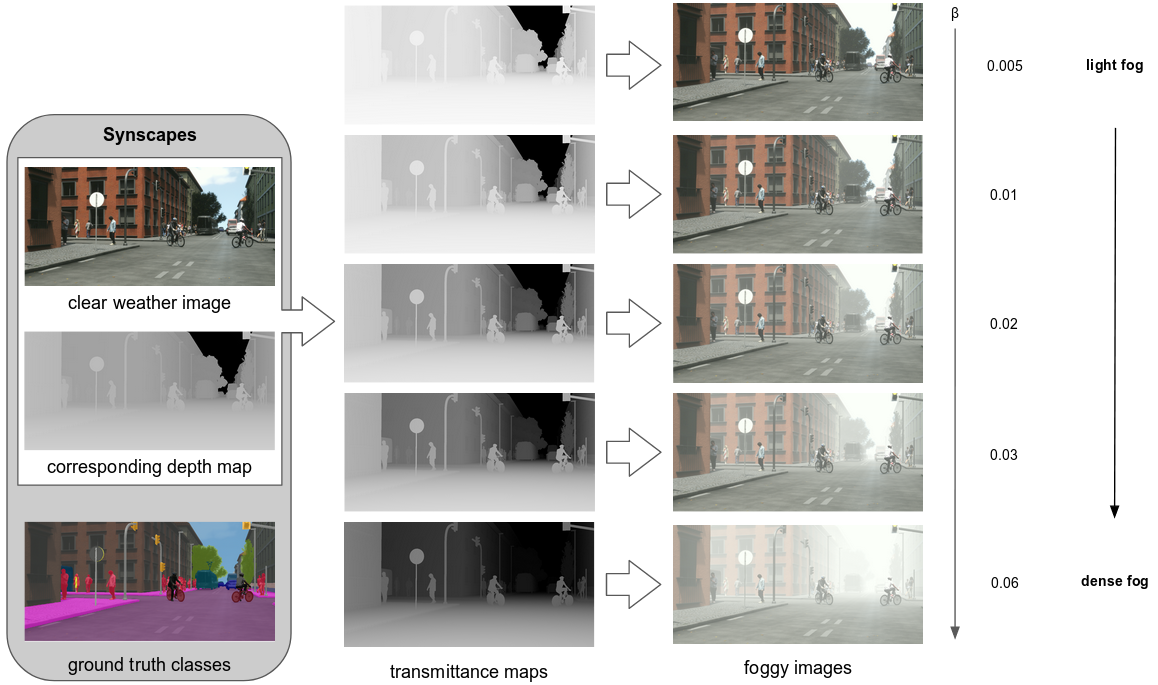 Synscapes
clear weather image
corresponding depth map
ground truth classes
transmittance maps
foggy images
β
0.005
light fog
0.01
0.02
0.03
0.06
dense fog